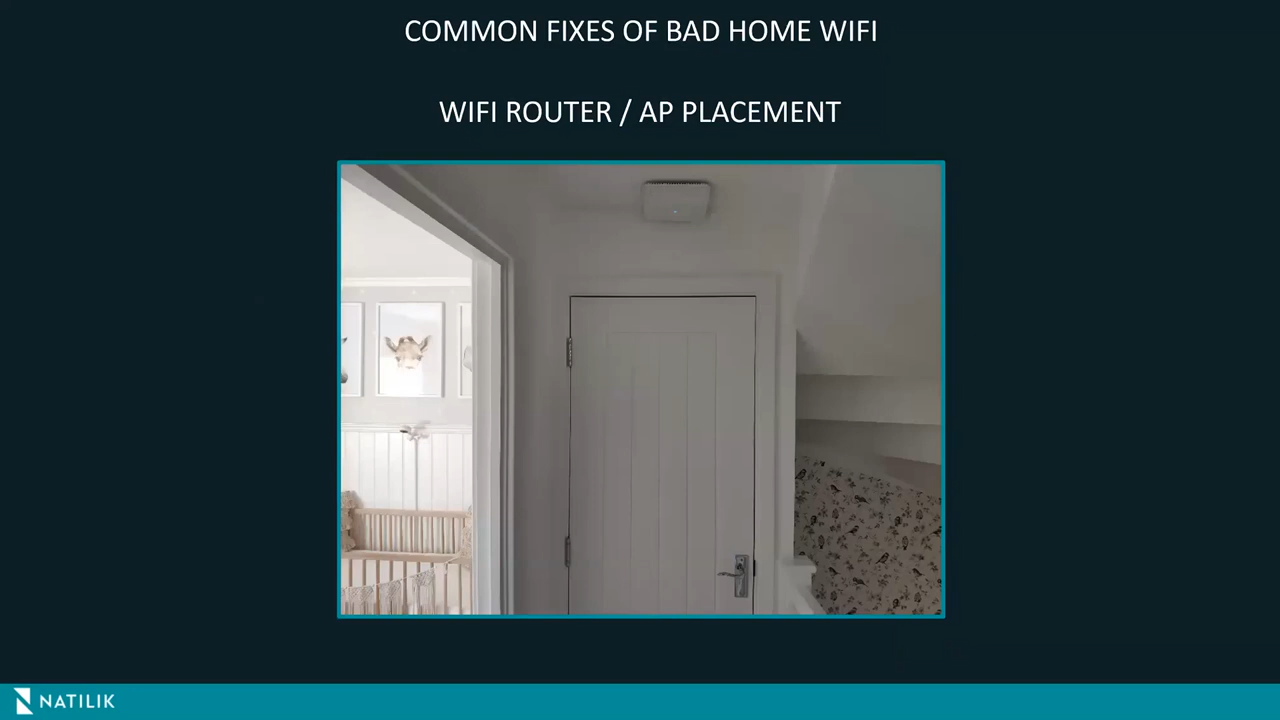 COMMON FIXES OF BAD HOME WIFI
WIFI ROUTER / AP PLACEMENT
NATILIK